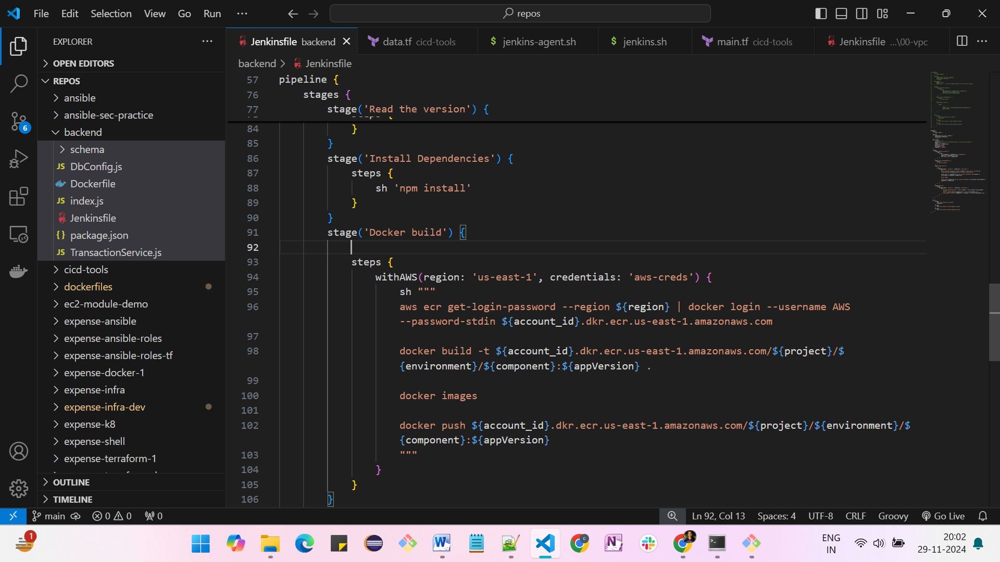 File Edit Selection View Go Run ··· repos
EXPLORER ···
OPEN EDITORS
REPOS
ansible
ansible-sec-practice
backend
schema
JS DbConfig.js
Dockerfile
JS index.js
Jenkinsfile
{} package.json
JS TransactionService.js
cicd-tools
dockerfiles
ec2-module-demo
expense-ansible
expense-ansible-roles
expense-ansible-roles-tf
expense-docker-1
expense-infra
expense-infra-dev
expense-k8
expense-shell
expense-terraform-1
OUTLINE
TIMELINE
6
Jenkinsfile backend data.tf cicd-tools $ jenkins-agent.sh $ jenkins.sh main.tf cicd-tools Jenkinsfile ...\00-vpc ···
backend > Jenkinsfile
57 pipeline {
76 stages {
77 stage('Read the version') {
84 }
85 }
86 stage('Install Dependencies') {
87 steps {
88 sh 'npm install'
89 }
90 }
91 stage('Docker build') {
92
93 steps {
94 withAWS(region: 'us-east-1', credentials: 'aws-creds') {
95 sh """
96 aws ecr get-login-password --region ${region} | docker login --username AWS
--password-stdin ${account_id}.dkr.ecr.us-east-1.amazonaws.com
97
98 docker build -t ${account_id}.dkr.ecr.us-east-1.amazonaws.com/${project}/$
{environment}/${component}:${appVersion} .
99
100 docker images
101
102 docker push ${account_id}.dkr.ecr.us-east-1.amazonaws.com/${project}/${environment}/$
{component}:${appVersion}
103 """
104 }
105 }
106 }
main 0 0 0 Ln 92, Col 13 Spaces: 4 UTF-8 CRLF Groovy Go Live
1
ENG
IN
20:02
29-11-2024